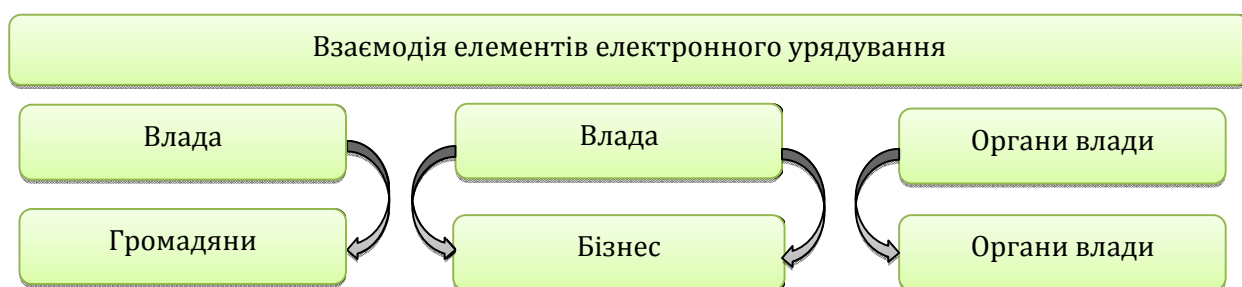 Взаємодія елементів електронного урядування
Влада
Влада
Органи влади
Громадяни
Бізнес
Органи влади